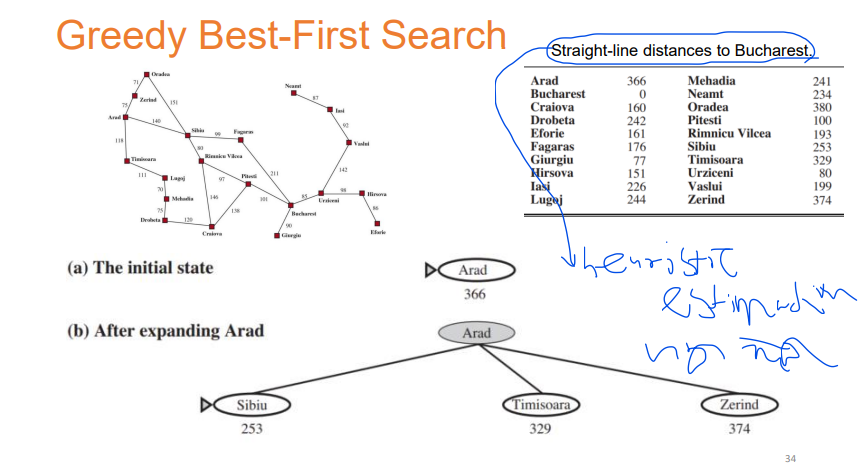 Greedy Best-First Search
Straight-line distances to Bucharest.
Arad 366 Mehadia 241
Bucharest 0 Neamt 234
Craiova 160 Oradea 380
Drobeta 242 Pitesti 100
Eforie 161 Rimnicu Vilcea 193
Fagaras 176 Sibiu 253
Giurgiu 77 Timisoara 329
Hirsova 151 Urziceni 80
Iasi 226 Vaslui 199
Lugoj 244 Zerind 374
Oradea
71
Neamt
87
Zerind
151
75
Iasi
Arad
140
92
Sibiu
99
Fagaras
118
Vaslui
80
Timisoara
Rimnicu Vilcea
111
Lugoj
97
Pitesti
211
142
70
98
Hirsova
Mehadia
146
101
85
Urziceni
75
138
86
Bucharest
Drobeta
120
90
Craiova
Giurgiu
Eforie
heuristic
(a) The initial state
Arad
366
(b) After expanding Arad
Arad
Sibiu
Timisoara
Zerind
253
329
374
34